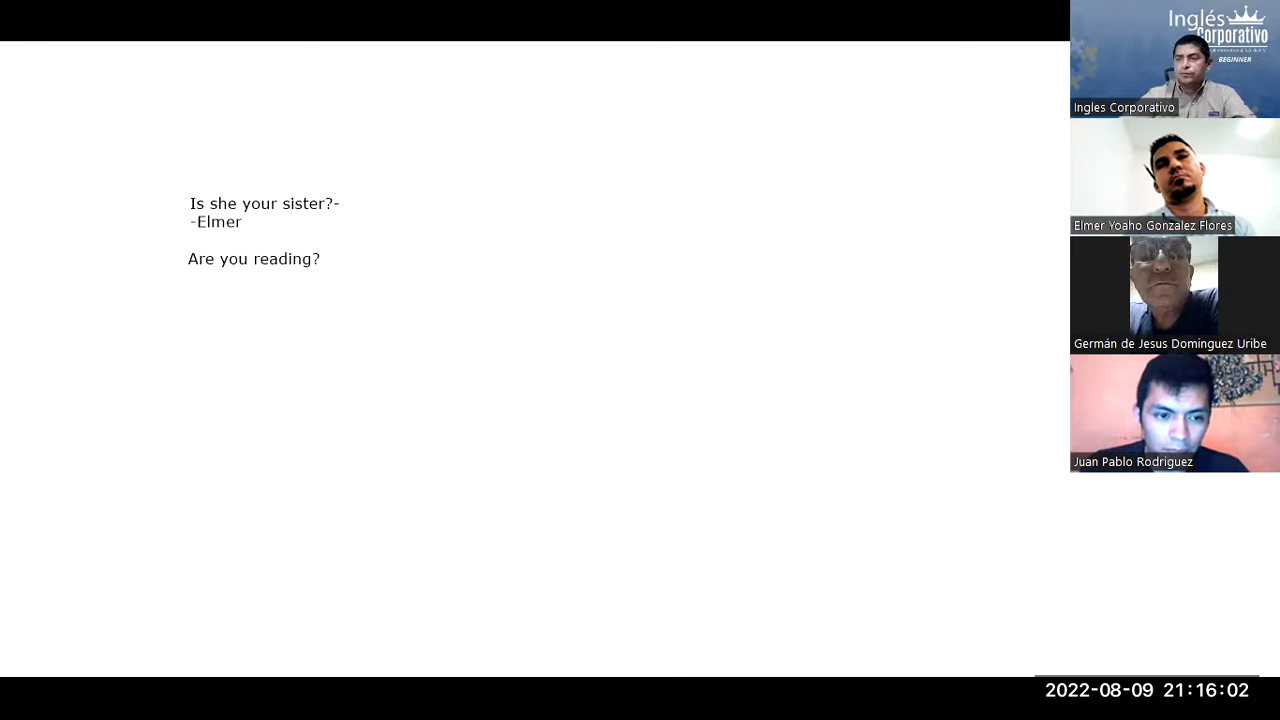 Is she your sister?-
-Elmer
Are you reading?
Inglés
Corporativo
BEGINNER
Ingles Corporativo
Elmer Yoaho Gonzalez Flores
Germán de Jesus Dominguez Uribe
Juan Pablo Rodriguez
2022-08-09 21:16:02